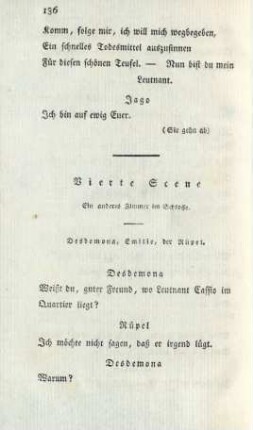 136
Komm, folge mir, ich will mich wegbegeben,
Ein schnelles Todesmittel auszusinnen
Für diesen schönen Teufel. — Nun bist du mein
Leutnant.
Jago
Ich bin auf ewig Euer.
(Sie gehn ab)
Vierte Scene
Ein anderes Zimmer im Schlosse.
Desdemona, Emilie, der Rüpel.
Desdemona
Weißt du, guter Freund, wo Leutnant Cassio im
Quartier liegt?
Rüpel
Ich möchte nicht sagen, daß er irgend lügt.
Desdemona
Warum?